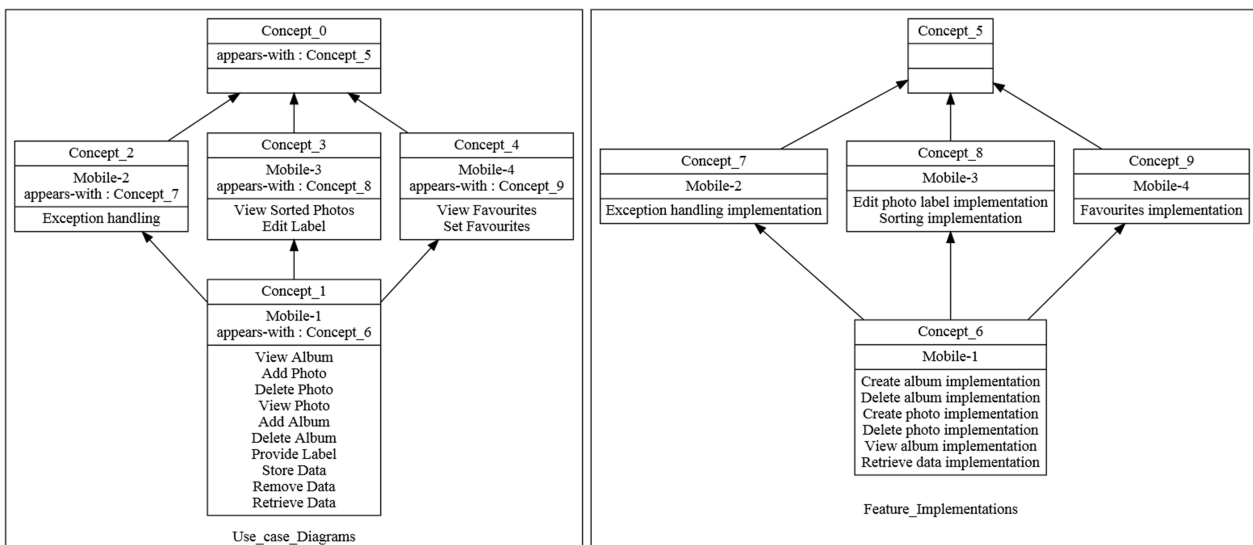 Concept_0
appears-with : Concept_5
Concept_2
Mobile-2
appears-with : Concept_7
Exception handling
Concept_3
Mobile-3
appears-with : Concept_8
View Sorted Photos
Edit Label
Concept_4
Mobile-4
appears-with : Concept_9
View Favourites
Set Favourites
Concept_1
Mobile-1
appears-with : Concept_6
View Album
Add Photo
Delete Photo
View Photo
Add Album
Delete Album
Provide Label
Store Data
Remove Data
Retrieve Data
Use_case_Diagrams
Concept_5
Concept_7
Mobile-2
Exception handling implementation
Concept_8
Mobile-3
Edit photo label implementation
Sorting implementation
Concept_9
Mobile-4
Favourites implementation
Concept_6
Mobile-1
Create album implementation
Delete album implementation
Create photo implementation
Delete photo implementation
View album implementation
Retrieve data implementation
Feature_Implementations